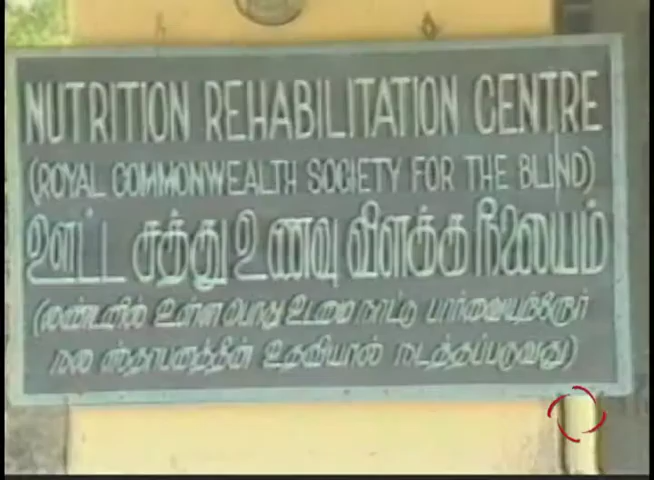 NUTRITION REHABILITATION CENTRE
(ROYAL COMMONWEALTH SOCIETY FOR THE BLIND)
ஊட்ட சத்து உணவு விளக்க நிலையம்
(லண்டனில் உள்ள பொது உடமை நாட்டு பார்வையற்றோர்
நல ஸ்தாபனத்தின் உதவியால் நடத்தப்படுவது)